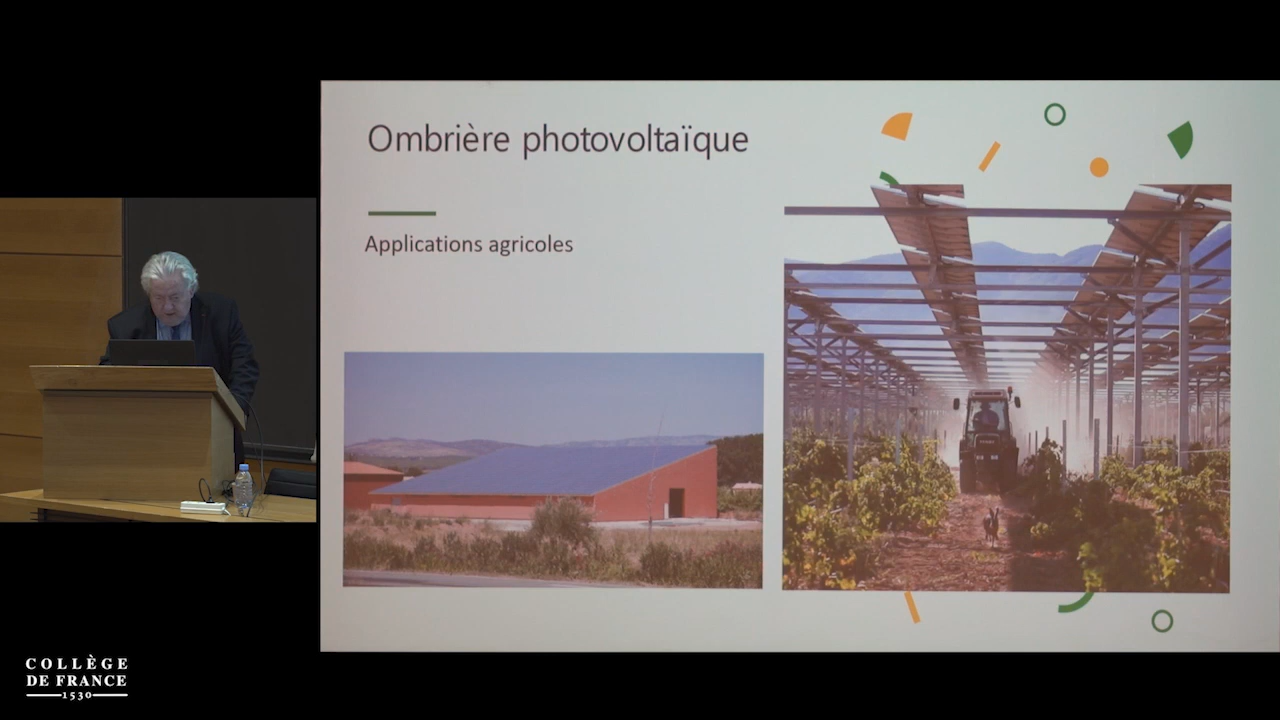 Ombrière photovoltaïque
Applications agricoles
COLLÈGE
DE FRANCE
1530